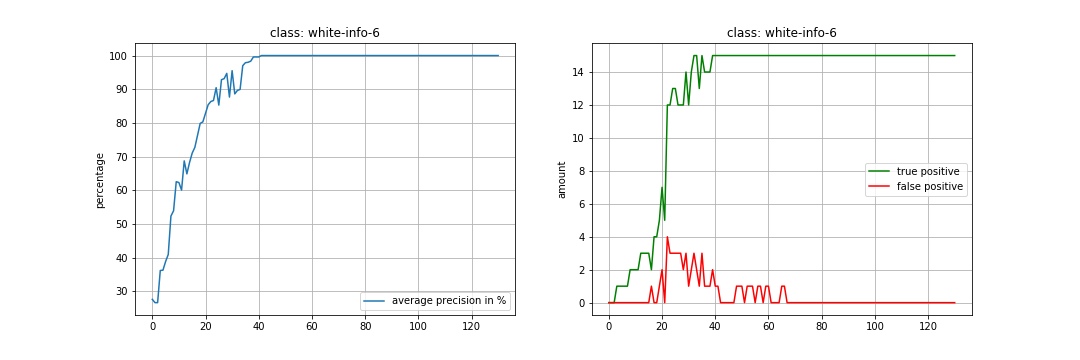 class: white-info-6
percentage
100
90
80
70
60
50
40
30
0 20 40 60 80 100 120
average precision in %
class: white-info-6
amount
14
12
10
8
6
4
2
0
0 20 40 60 80 100 120
true positive
false positive